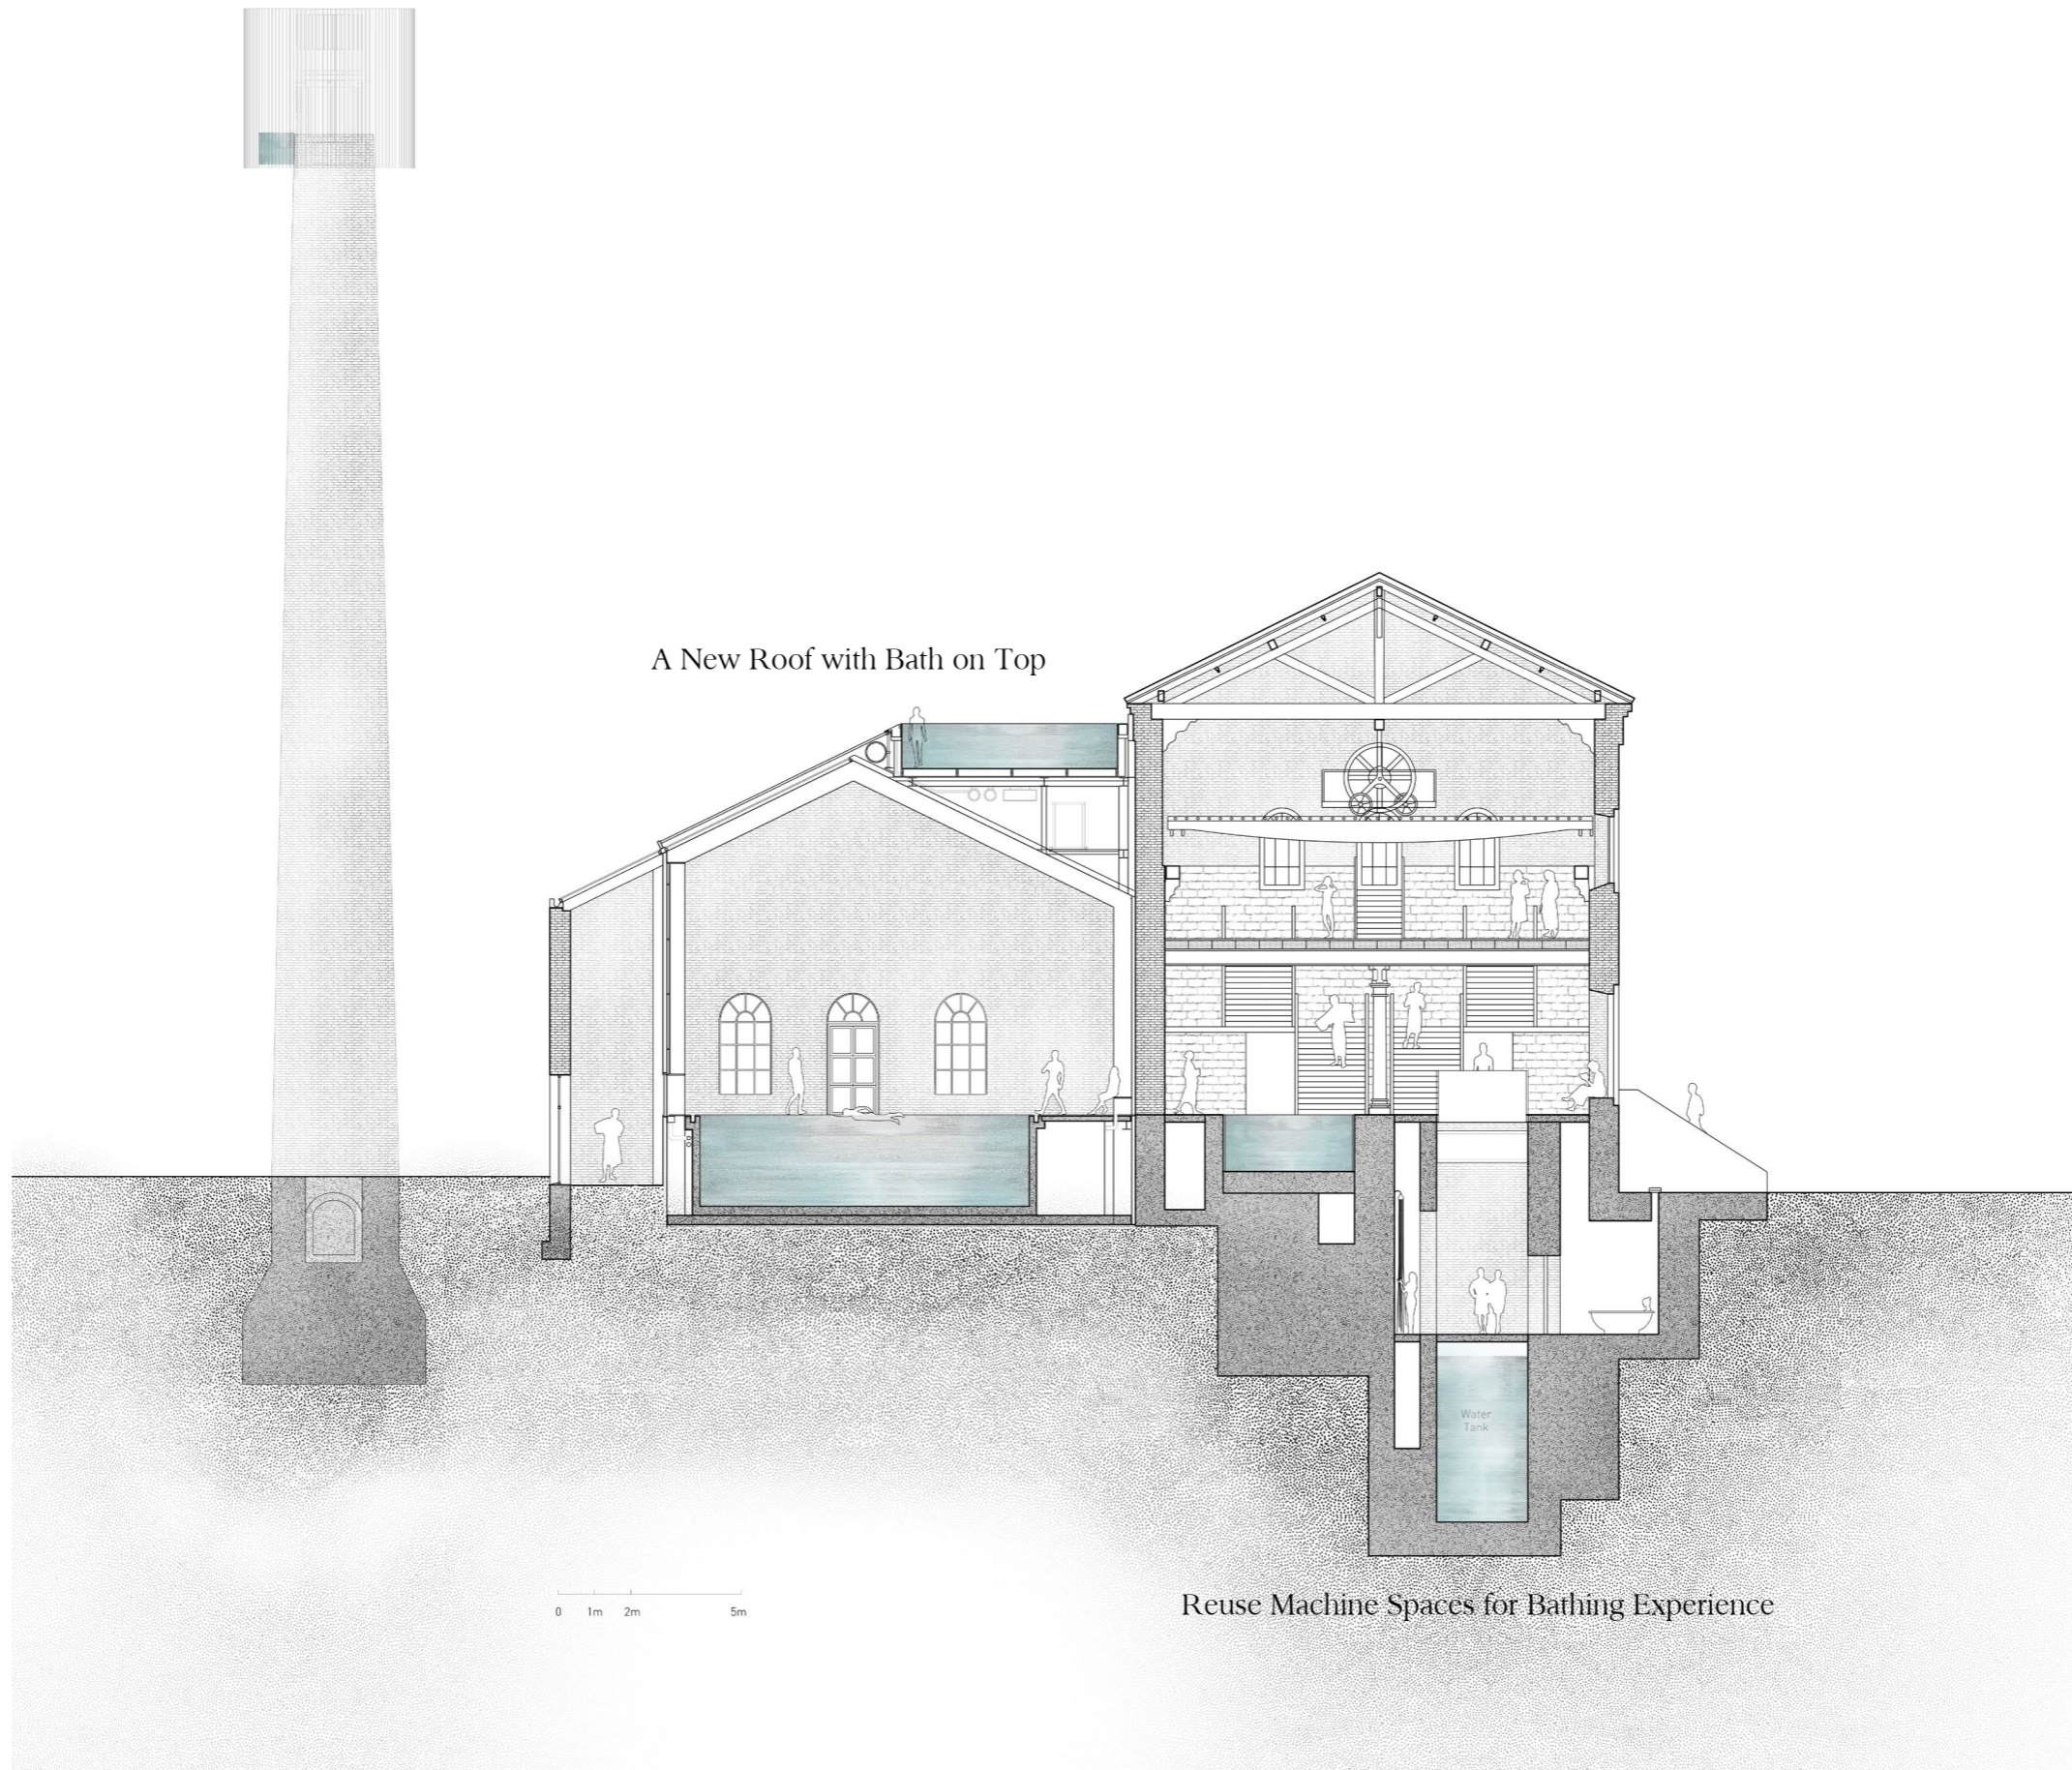 A New Roof with Bath on Top
Water
Tank
0 1m 2m 5m
Reuse Machine Spaces for Bathing Experience